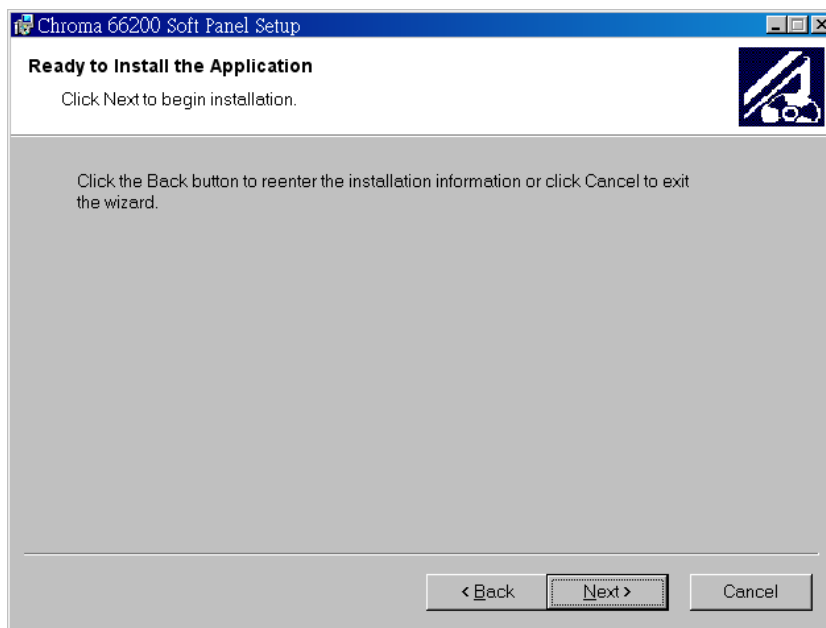 Chroma 66200 Soft Panel Setup
Ready to Install the Application
Click Next to begin installation.
Click the Back button to reenter the installation information or click Cancel to exit
the wizard.
< Back
Next >
Cancel